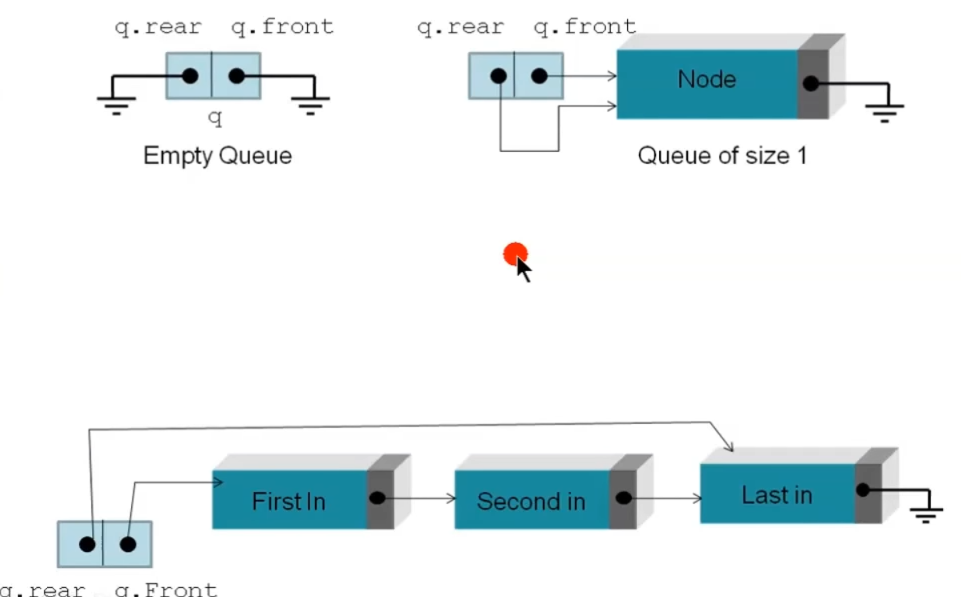 q.rear q.front
q
Empty Queue
q.rear q.front
Node
Queue of size 1
First In
Second in
Last in
q.rear q.Front